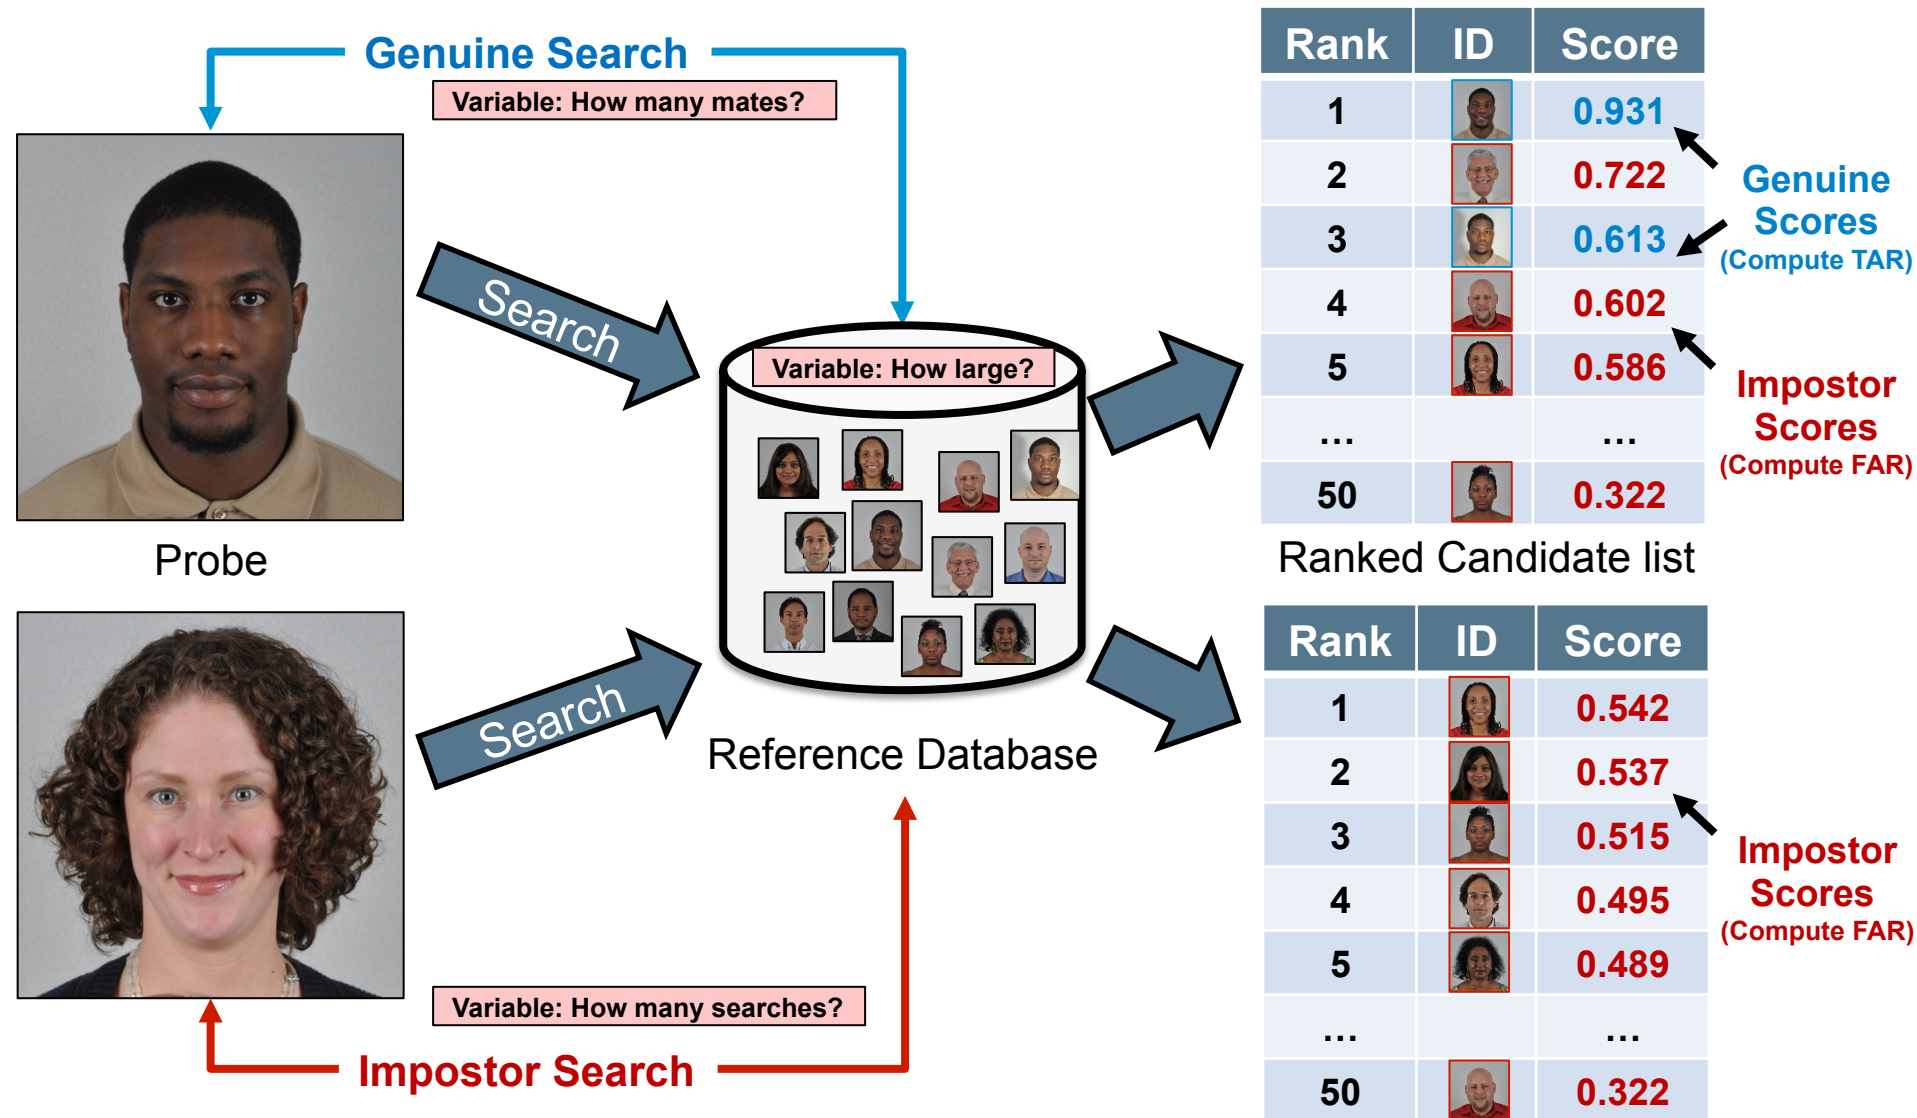 Genuine Search
Variable: How many mates?
Probe
Search
Search
Variable: How large?
Reference Database
Variable: How many searches?
Impostor Search
Rank ID Score
1 0.931
2 0.722
3 0.613
4 0.602
5 0.586
... ...
50 0.322
Genuine
Scores
(Compute TAR)
Impostor
Scores
(Compute FAR)
Ranked Candidate list
Rank ID Score
1 0.542
2 0.537
3 0.515
4 0.495
5 0.489
... ...
50 0.322
Impostor
Scores
(Compute FAR)